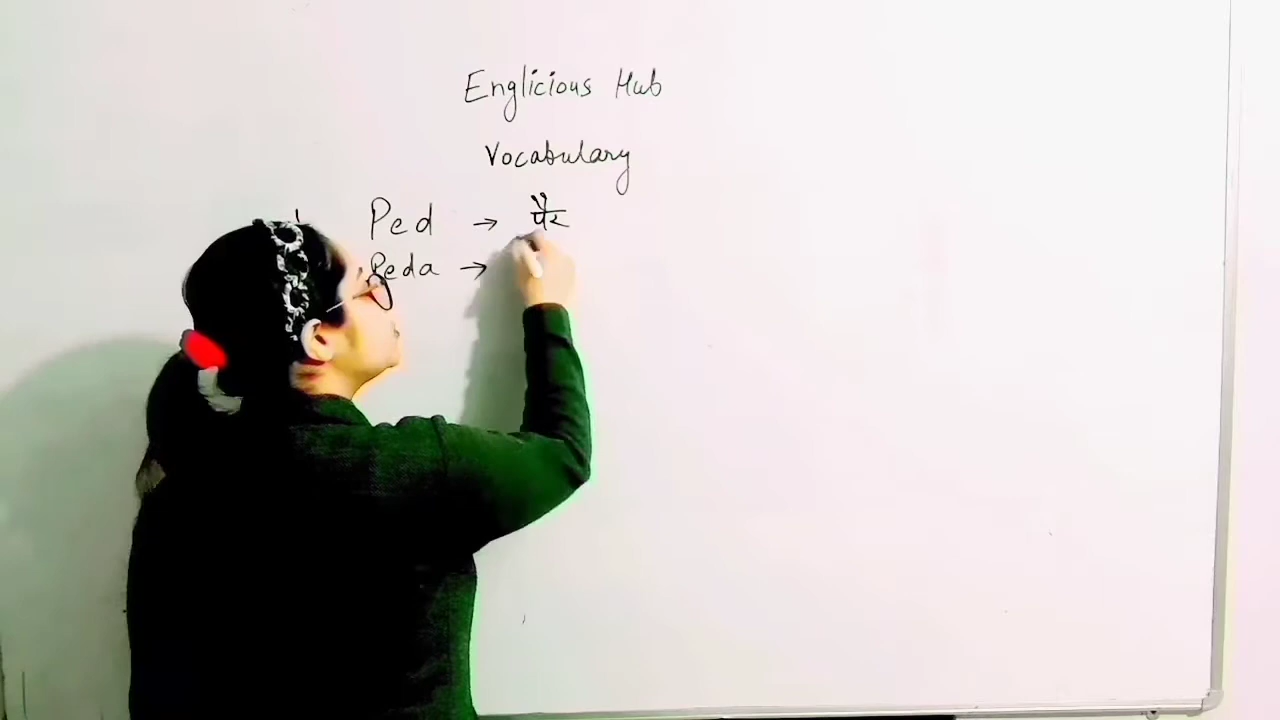 Englicious Hub
Vocabulary
Ped → पैर
Peda →